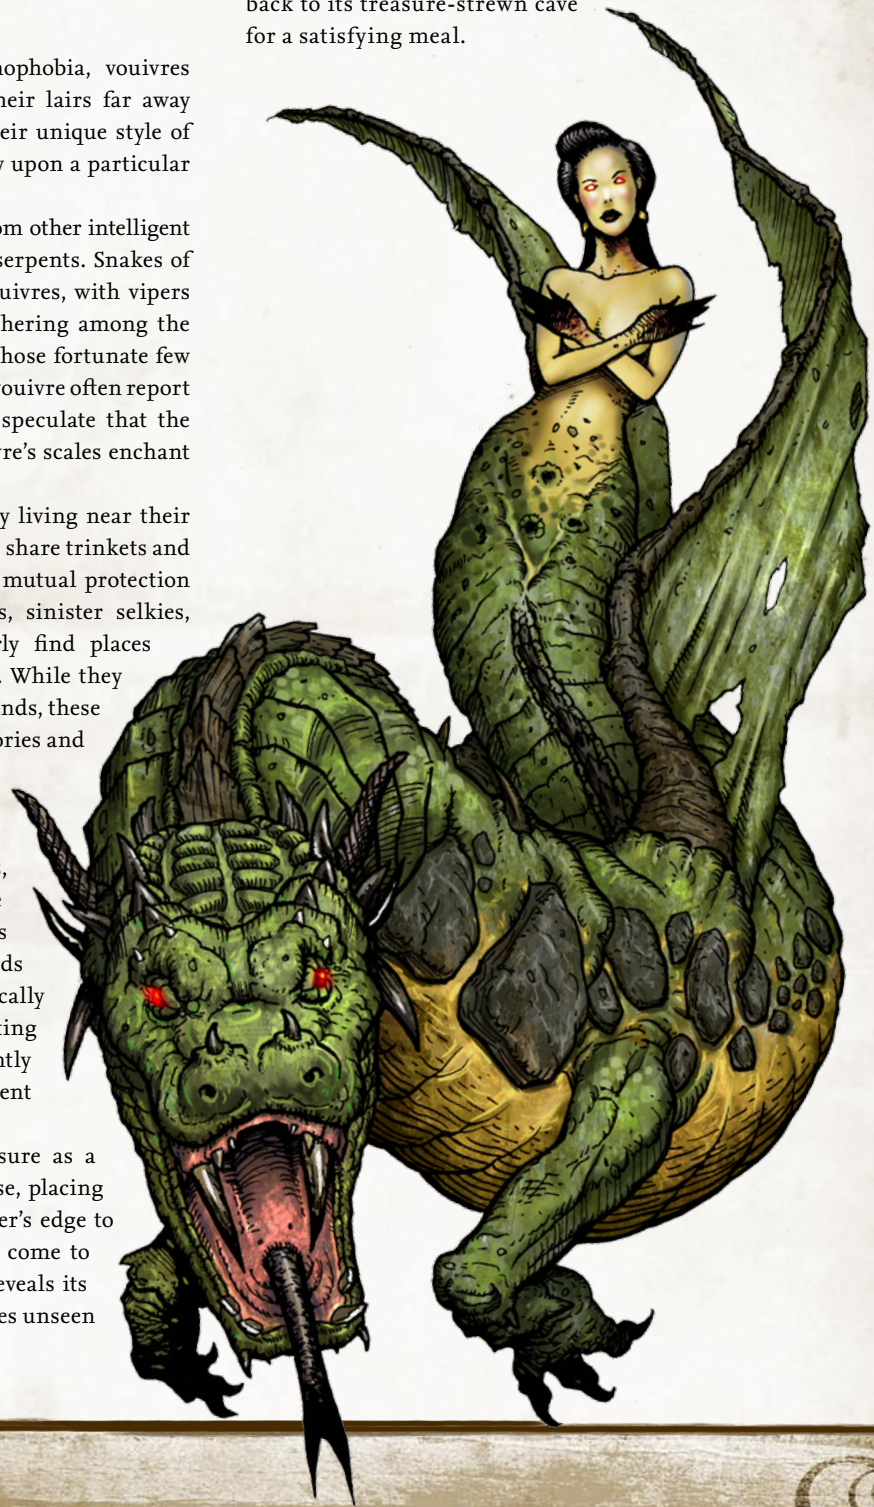 nophobia, vouivres
heir lairs far away
eir unique style of
y upon a particular
om other intelligent
serpents. Snakes of
uivres, with vipers
hering among the
hose fortunate few
ouivre often report
speculate that the
re's scales enchant
y living near their
share trinkets and
mutual protection
s, sinister selkies,
rly find places
. While they
nds, these
ories and
,
s
ds
cally
ting
ntly
ent
sure as a
se, placing
er's edge to
come to
eveals its
es unseen
back to its treasure-strewn cave
for a satisfying meal.